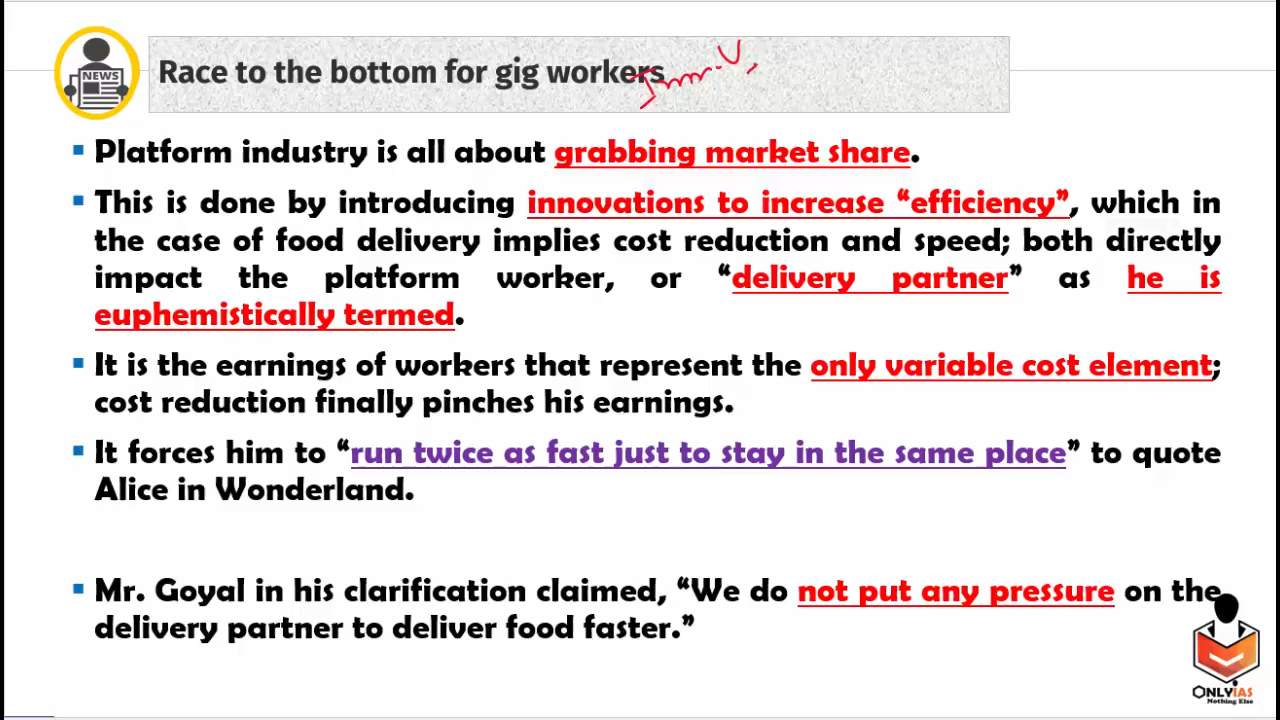 NEWS
Race to the bottom for gig workers
▪ Platform industry is all about grabbing market share.
▪ This is done by introducing innovations to increase “efficiency”, which in
the case of food delivery implies cost reduction and speed; both directly
impact the platform worker, or “delivery partner” as he is
euphemistically termed.
▪ It is the earnings of workers that represent the only variable cost element;
cost reduction finally pinches his earnings.
▪ It forces him to “run twice as fast just to stay in the same place” to quote
Alice in Wonderland.
▪ Mr. Goyal in his clarification claimed, “We do not put any pressure on the
delivery partner to deliver food faster.”
ONLYIAS
Nothing Else